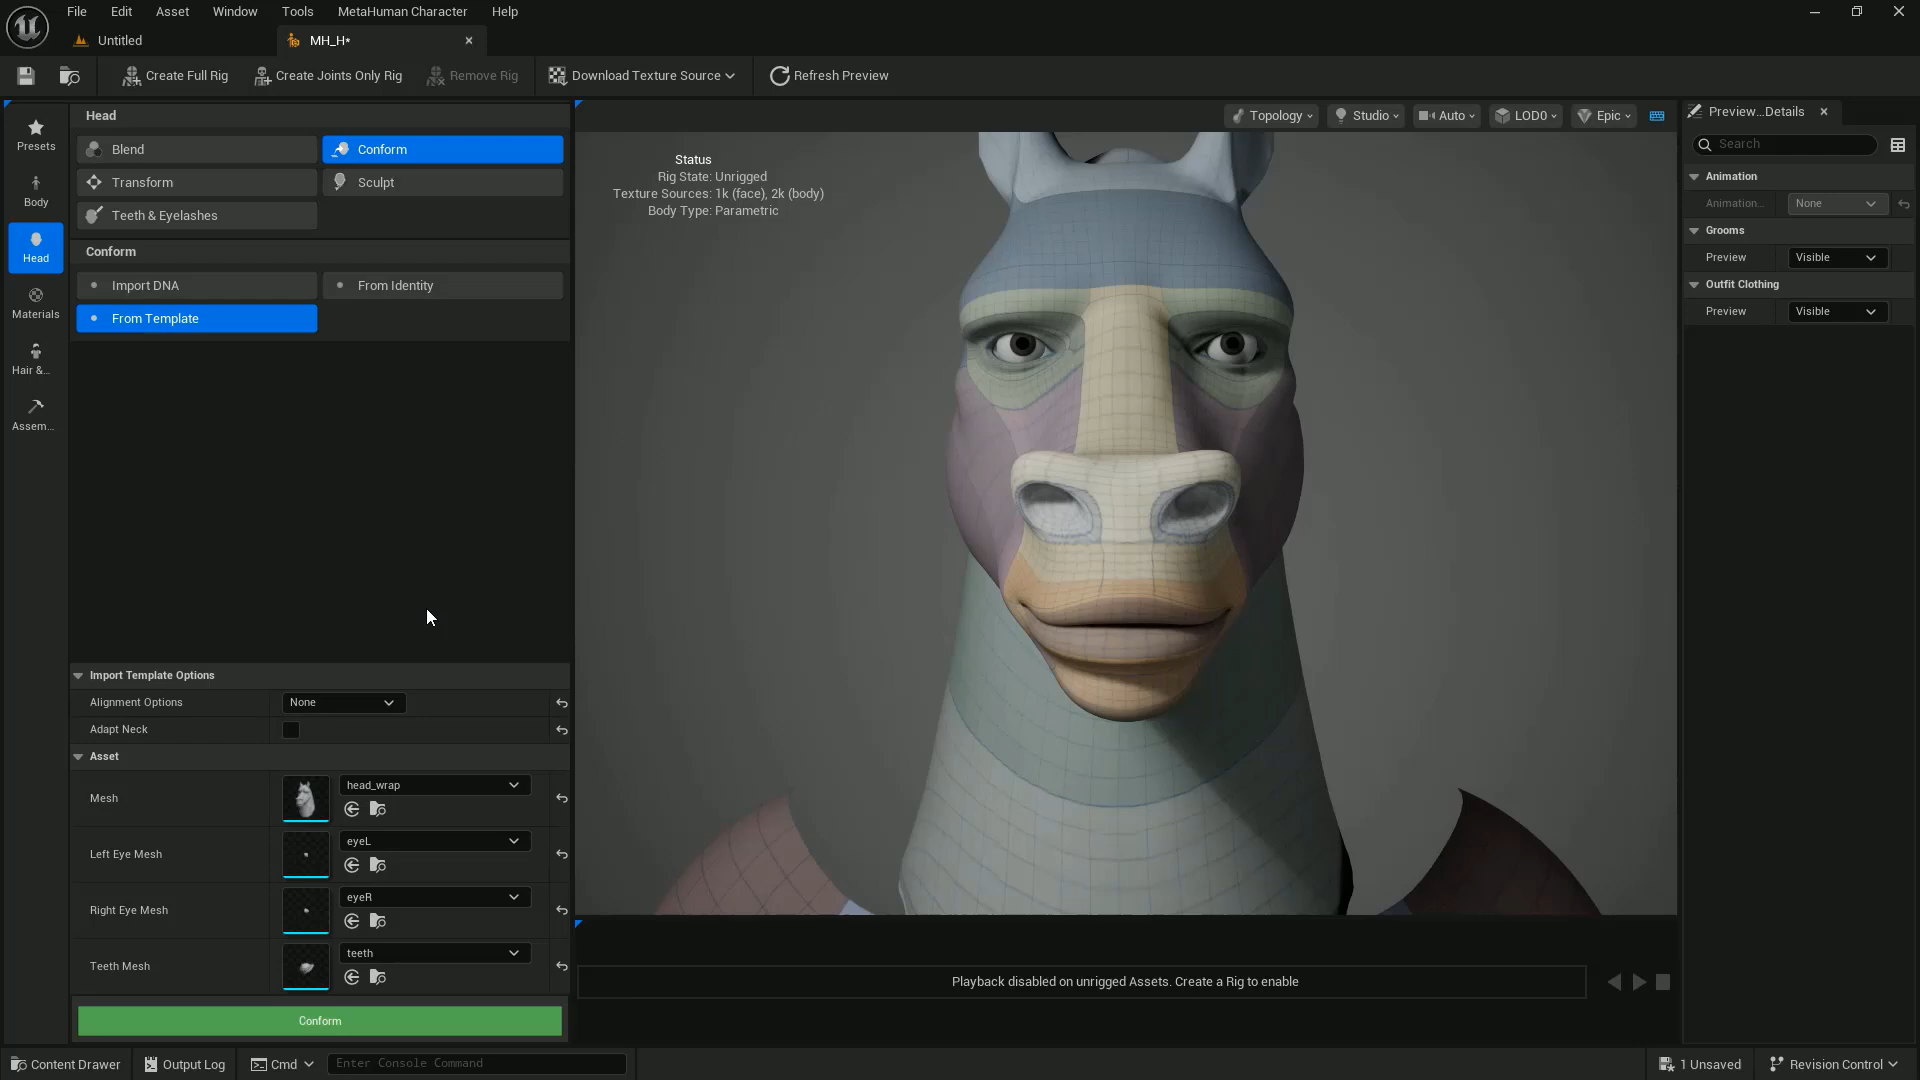 File Edit Asset Window Tools MetaHuman Character Help
Untitled
MH_H*
Create Full Rig
Create Joints Only Rig
Remove Rig
Download Texture Source
Refresh Preview
Presets
Body
Head
Materials
Hair &...
Assem...
Head
Blend
Conform
Transform
Sculpt
Teeth & Eyelashes
Conform
Import DNA
From Identity
From Template
Import Template Options
Alignment Options
None
Adapt Neck
Asset
Mesh
head_wrap
Left Eye Mesh
eyeL
Right Eye Mesh
eyeR
Teeth Mesh
teeth
Conform
Topology
Studio
Auto
LOD0
Epic
Status
Rig State: Unrigged
Texture Sources: 1k (face), 2k (body)
Body Type: Parametric
Playback disabled on unrigged Assets. Create a Rig to enable
Preview...Details
Search
Animation
Animation...
None
Grooms
Preview
Visible
Outfit Clothing
Preview
Visible
Content Drawer
Output Log
Cmd
Enter Console Command
1 Unsaved
Revision Control